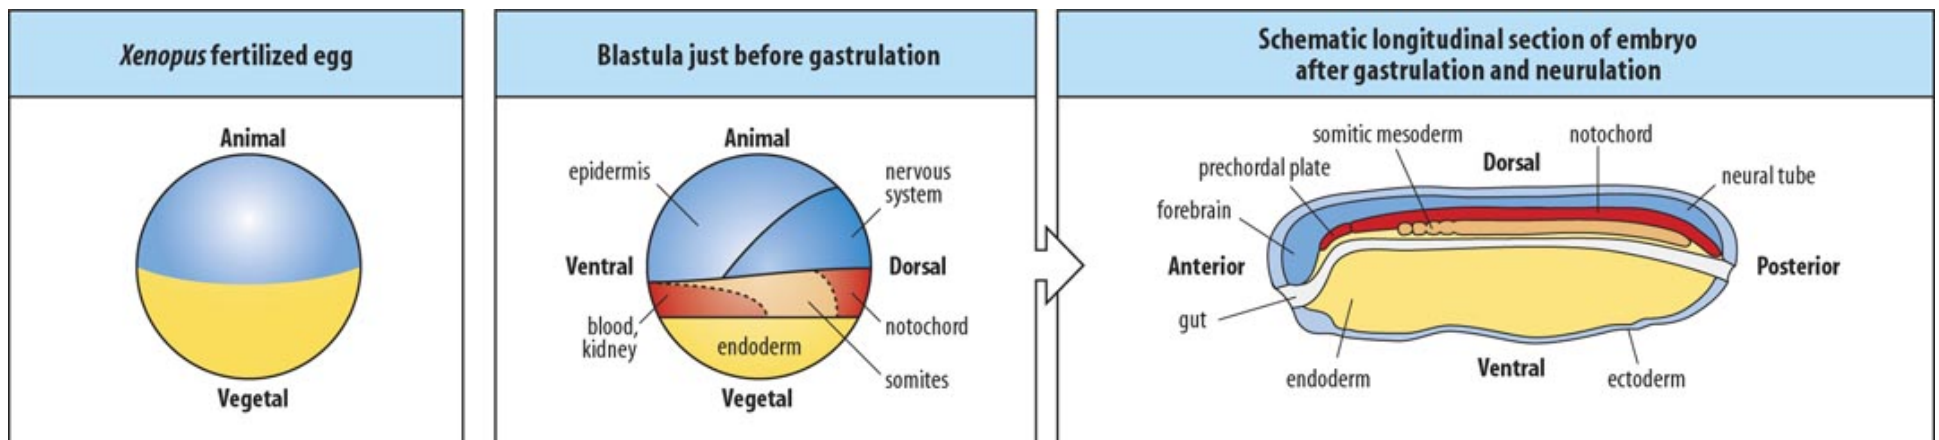 Xenopus fertilized egg
Animal
Vegetal
Blastula just before gastrulation
Animal
epidermis
nervous
system
Ventral
Dorsal
blood,
kidney
notochord
endoderm
somites
Vegetal
Schematic longitudinal section of embryo
after gastrulation and neurulation
somitic mesoderm
notochord
prechordal plate
Dorsal
neural tube
forebrain
Anterior
Posterior
gut
endoderm
Ventral
ectoderm